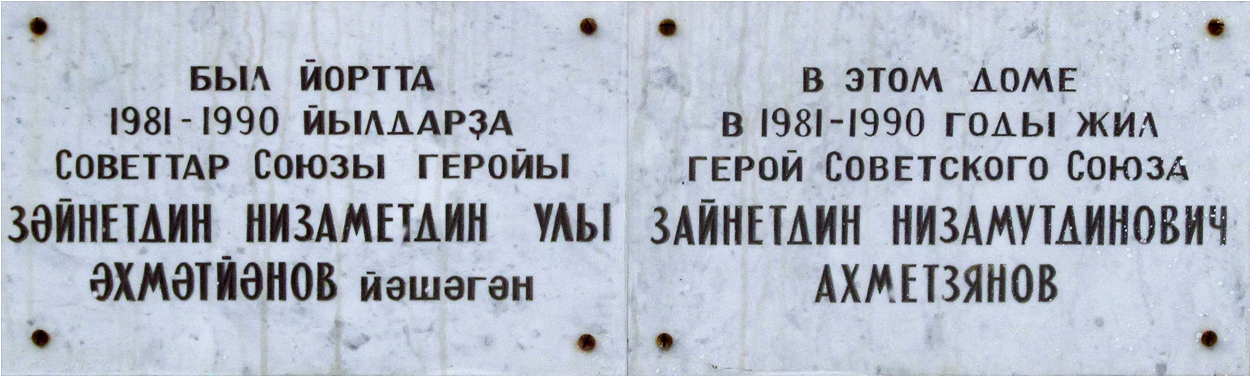 БЫЛ ЙОРТТА
1981-1990 ЙЫЛДАРҘА
СОВЕТТАР СОЮЗЫ ГЕРОЙЫ
ЗӘЙНЕТДИН НИЗАМЕТДИН УЛЫ
ӘХМӘТЙӘНОВ ЙӘШӘГӘН
В ЭТОМ ДОМЕ
В 1981-1990 ГОДЫ ЖИЛ
ГЕРОЙ СОВЕТСКОГО СОЮЗА
ЗАЙНЕТДИН НИЗАМУТДИНОВИЧ
АХМЕТЗЯНОВ